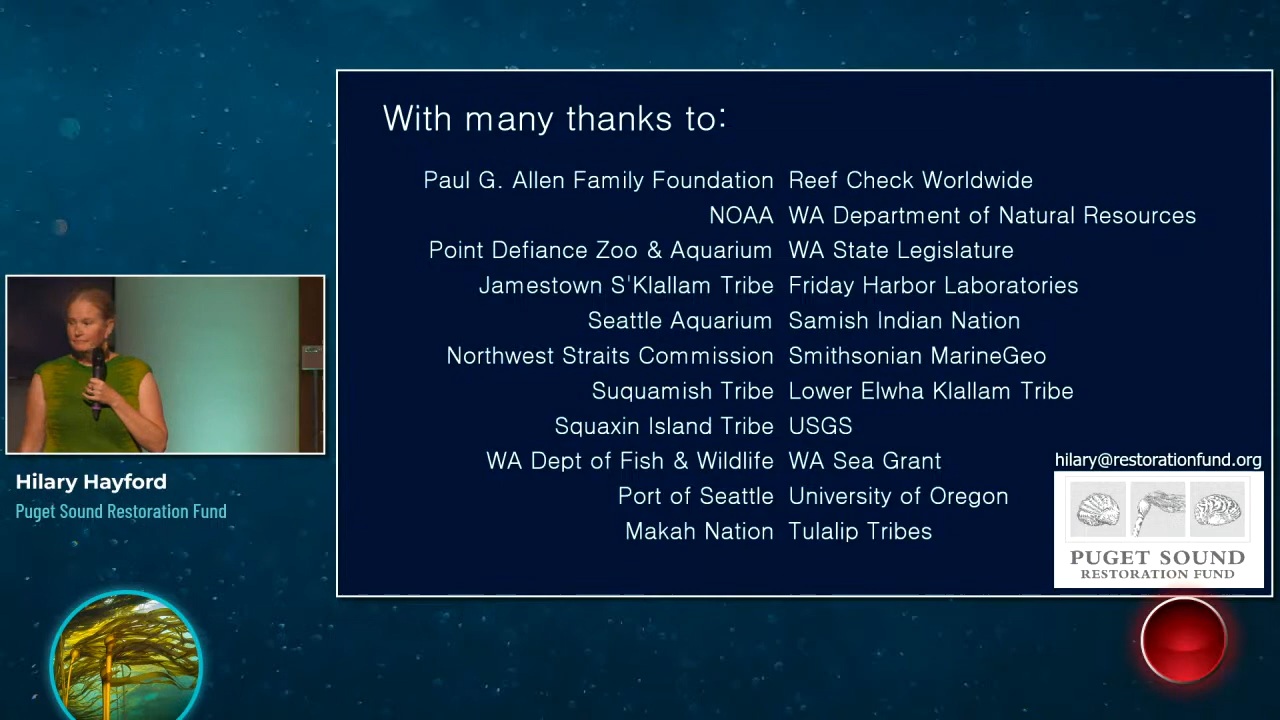 With many thanks to:
Paul G. Allen Family Foundation Reef Check Worldwide
NOAA WA Department of Natural Resources
Point Defiance Zoo & Aquarium WA State Legislature
Jamestown S'Klallam Tribe Friday Harbor Laboratories
Seattle Aquarium Samish Indian Nation
Northwest Straits Commission Smithsonian MarineGeo
Suquamish Tribe Lower Elwha Klallam Tribe
Squaxin Island Tribe USGS
WA Dept of Fish & Wildlife WA Sea Grant
Port of Seattle University of Oregon
Makah Nation Tulalip Tribes
hilary@restorationfund.org
PUGET SOUND
RESTORATION FUND
Hilary Hayford
Puget Sound Restoration Fund